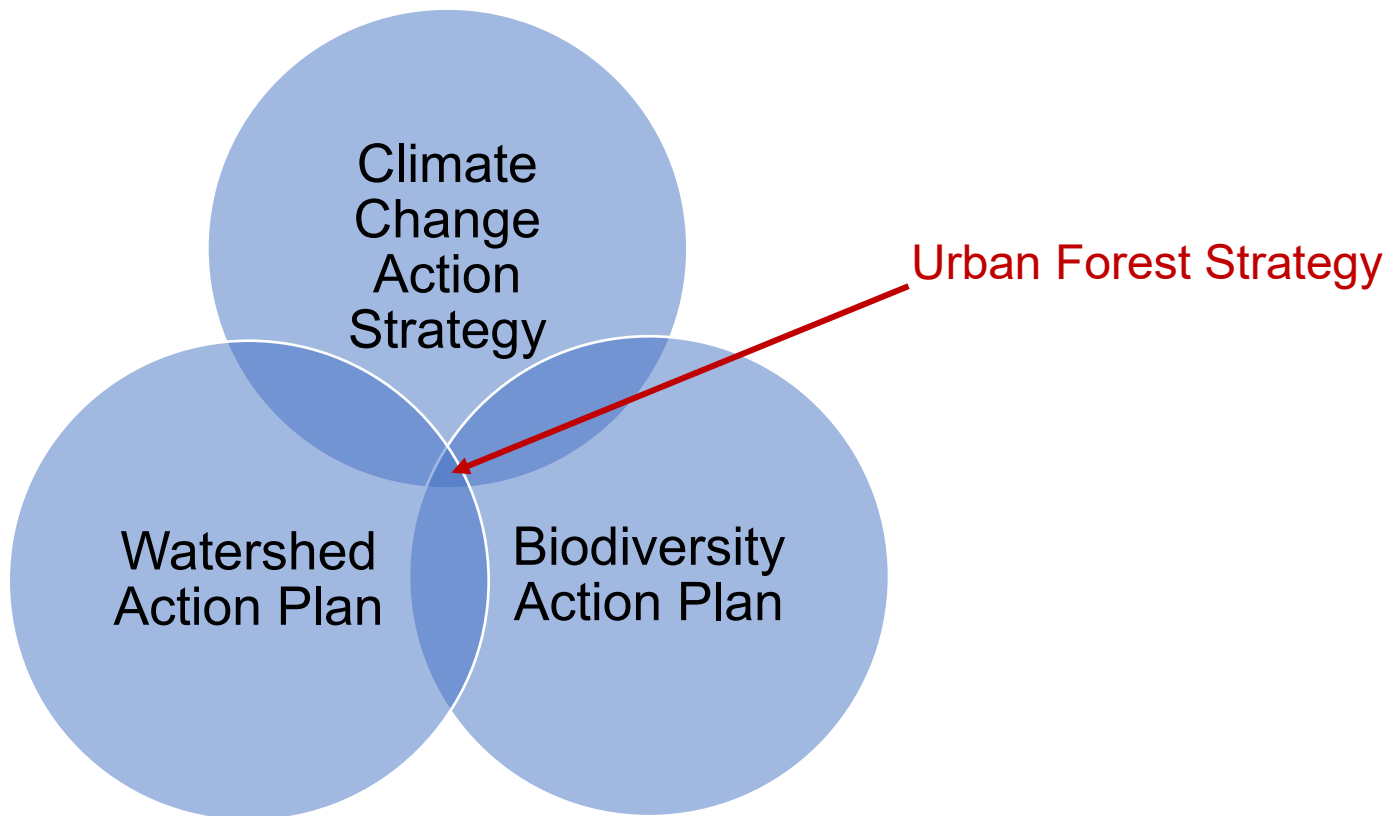 Climate
Change
Action
Strategy
Urban Forest Strategy
Watershed
Action Plan
Biodiversity
Action Plan